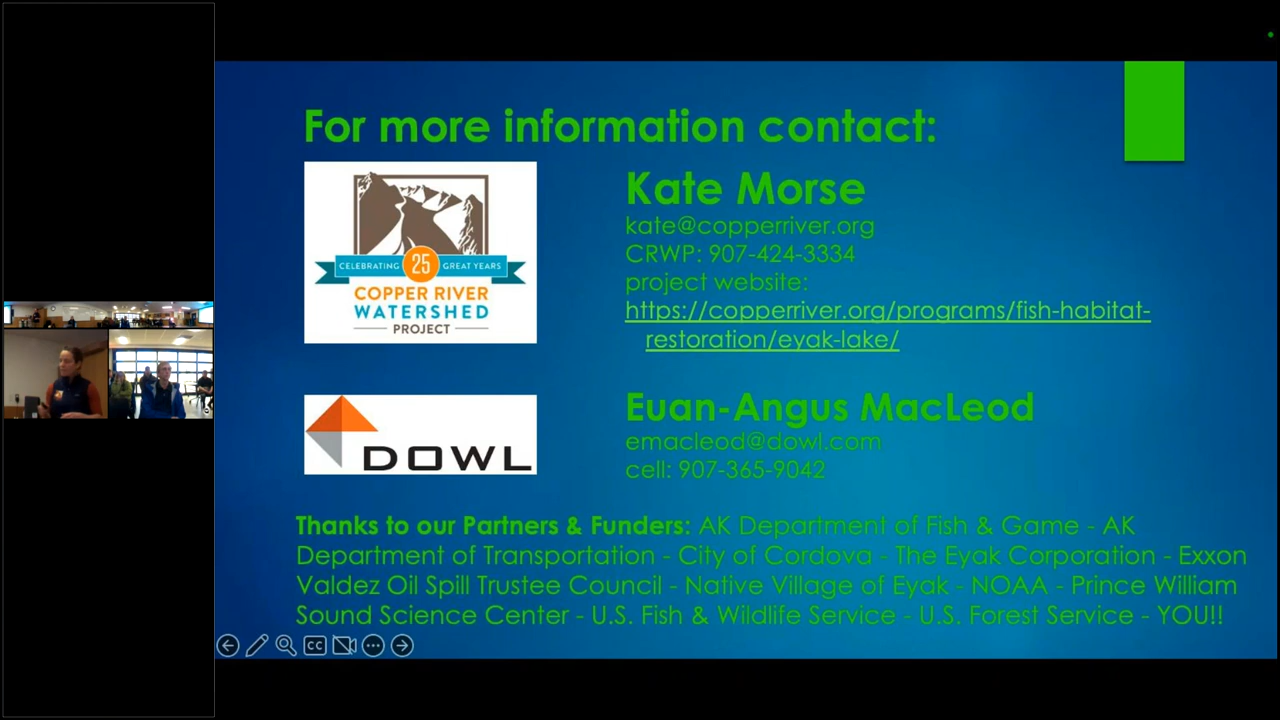 For more information contact:
CELEBRATING 25 GREAT YEARS
COPPER RIVER
WATERSHED
PROJECT
Kate Morse
kate@copperriver.org
CRWP: 907-424-3334
project website:
https://copperriver.org/programs/fish-habitat-
restoration/eyak-lake/
DOWL
Euan-Angus MacLeod
emacleod@dowl.com
cell: 907-365-9042
Thanks to our Partners & Funders: AK Department of Fish & Game - AK
Department of Transportation - City of Cordova - The Eyak Corporation - Exxon
Valdez Oil Spill Trustee Council - Native Village of Eyak - NOAA - Prince William
Sound Science Center - U.S. Fish & Wildlife Service - U.S. Forest Service - YOU!!
CC